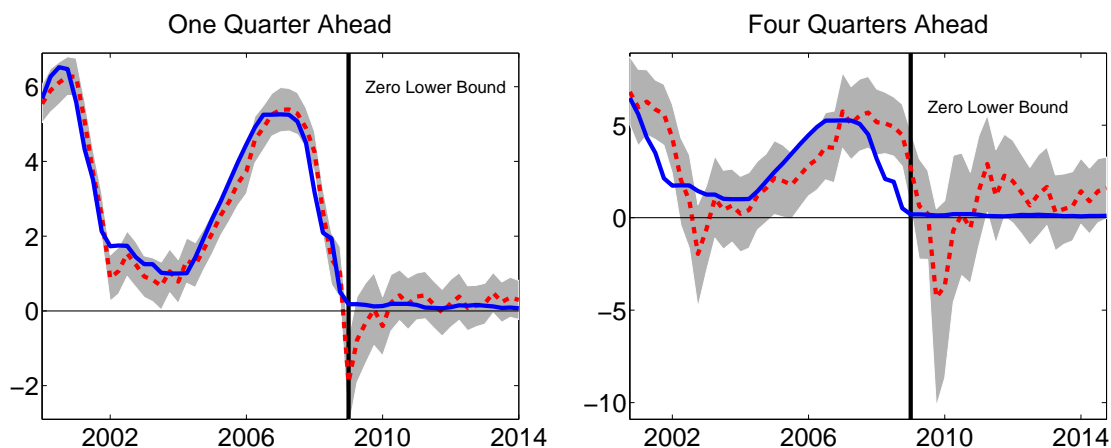 One Quarter Ahead
Zero Lower Bound
6
4
2
0
−2
2002 2006 2010 2014
Four Quarters Ahead
Zero Lower Bound
5
0
−5
−10
2002 2006 2010 2014